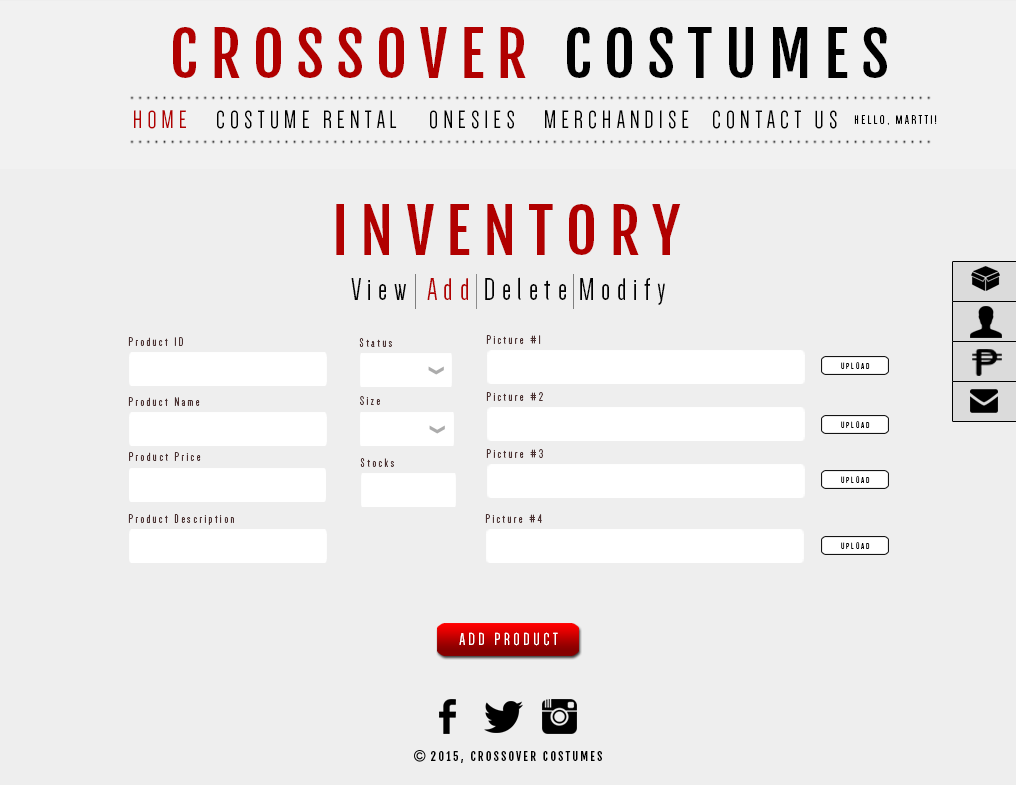 CROSSOVER COSTUMES
HOME COSTUME RENTAL ONESIES MERCHANDISE CONTACT US HELLO, MARTTI!
INVENTORY
View Add Delete Modify
Product ID Status Picture #1
UPLOAD
Product Name Size Picture #2
UPLOAD
Product Price Stocks Picture #3
UPLOAD
Product Description Picture #4
UPLOAD
ADD PRODUCT
© 2015, CROSSOVER COSTUMES